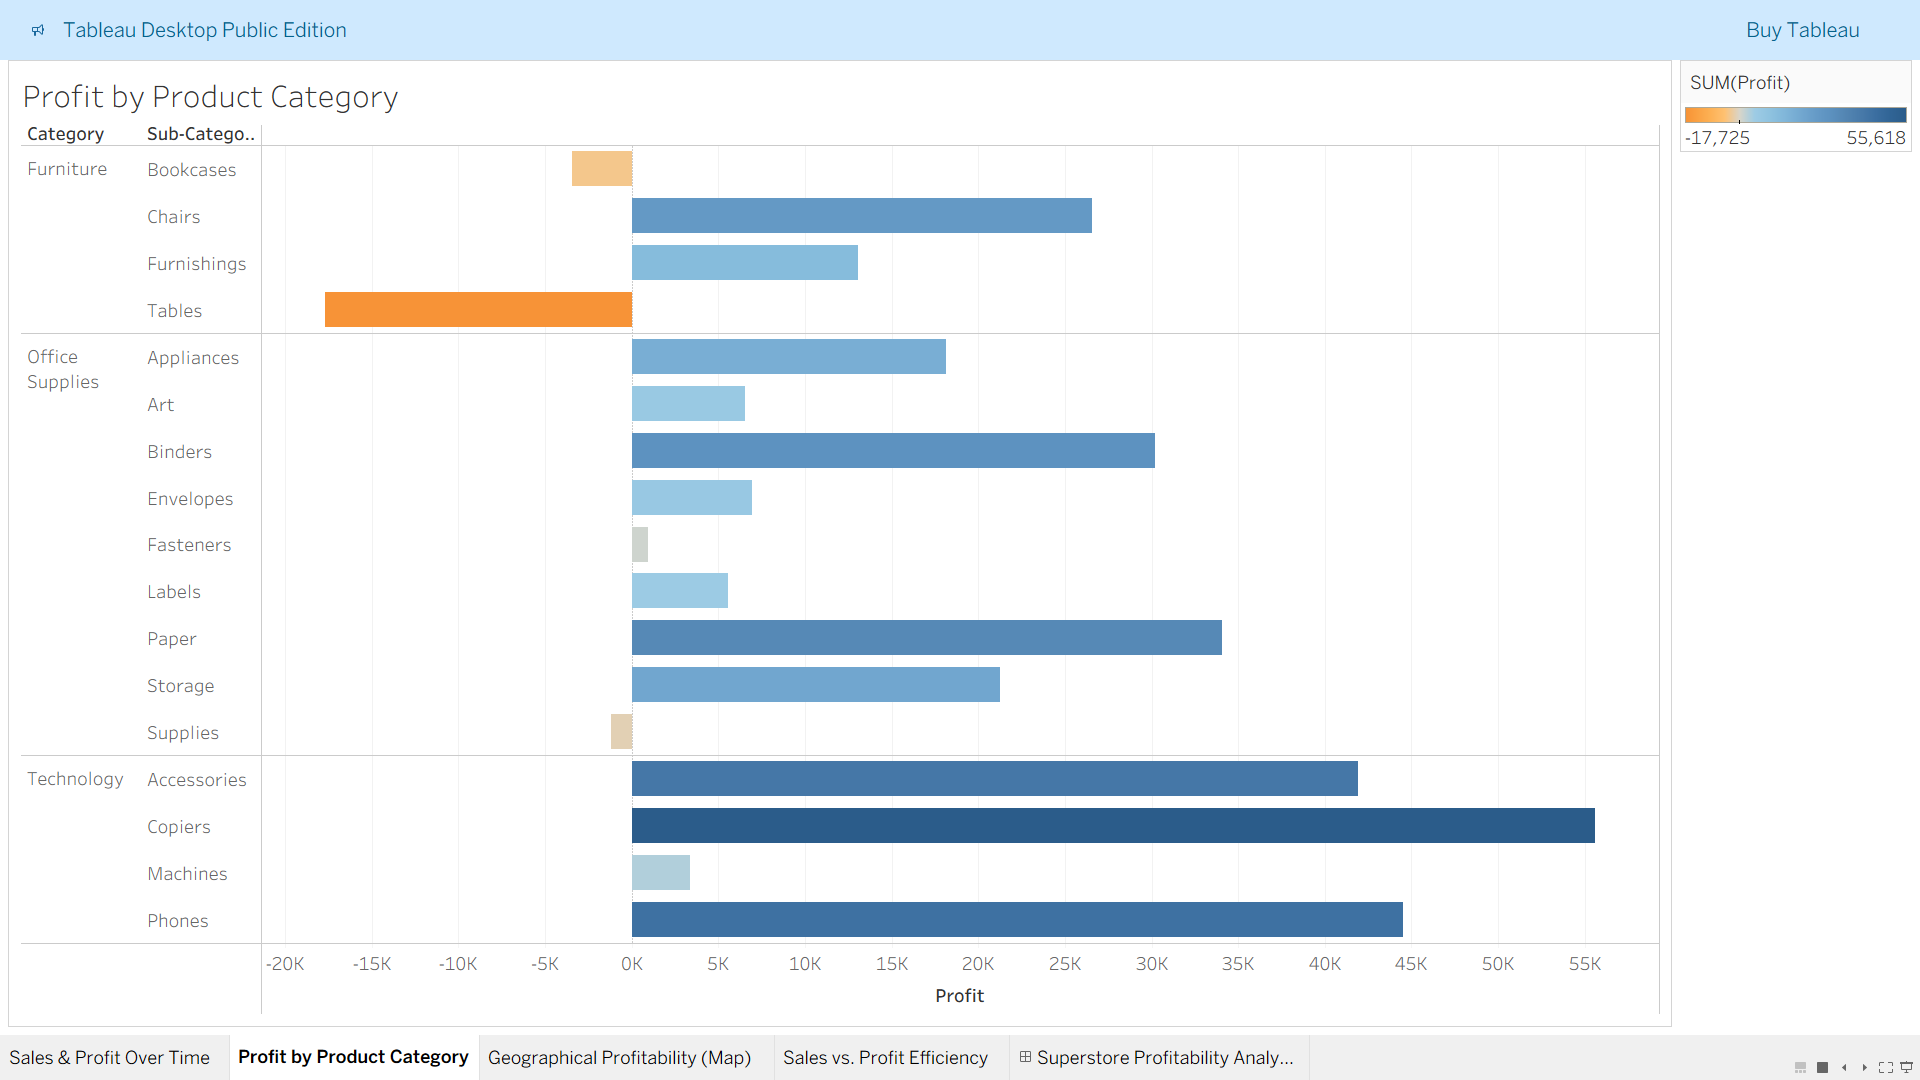 Tableau Desktop Public Edition
Buy Tableau
Profit by Product Category
Category Sub-Catego..
Furniture Bookcases
Chairs
Furnishings
Tables
Office Supplies Appliances
Art
Binders
Envelopes
Fasteners
Labels
Paper
Storage
Supplies
Technology Accessories
Copiers
Machines
Phones
-20K -15K -10K -5K 0K 5K 10K 15K 20K 25K 30K 35K 40K 45K 50K 55K
Profit
SUM(Profit)
-17,725 55,618
Sales & Profit Over Time Profit by Product Category Geographical Profitability (Map) Sales vs. Profit Efficiency Superstore Profitability Analy...